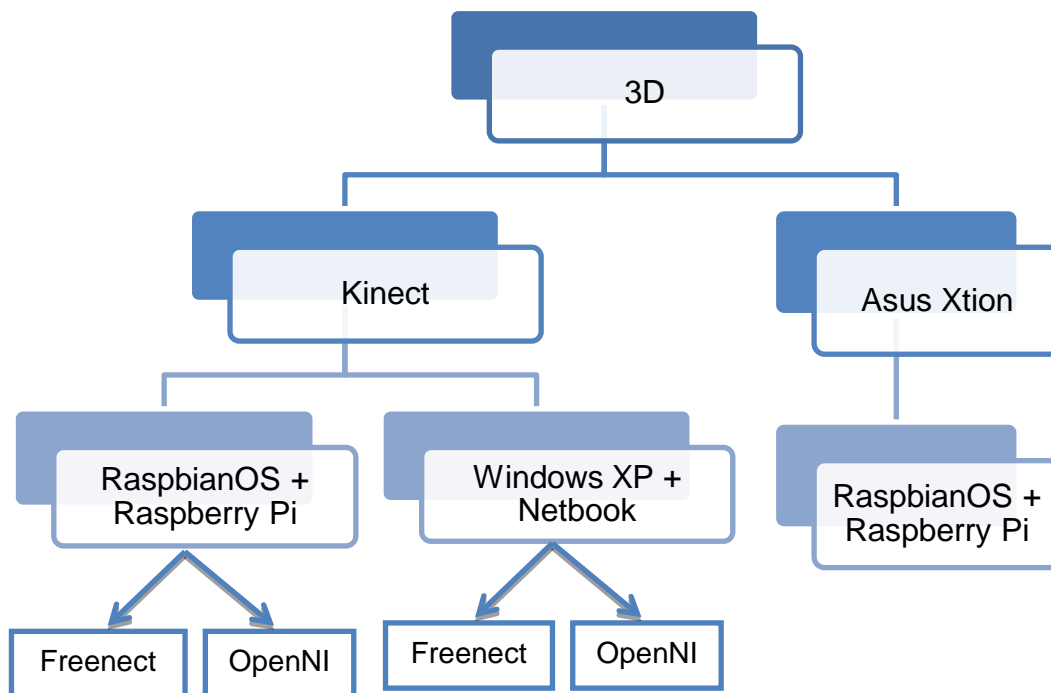 3D
Kinect
Asus Xtion
RaspbianOS +
Raspberry Pi
Windows XP +
Netbook
RaspbianOS +
Raspberry Pi
Freenect
OpenNI
Freenect
OpenNI